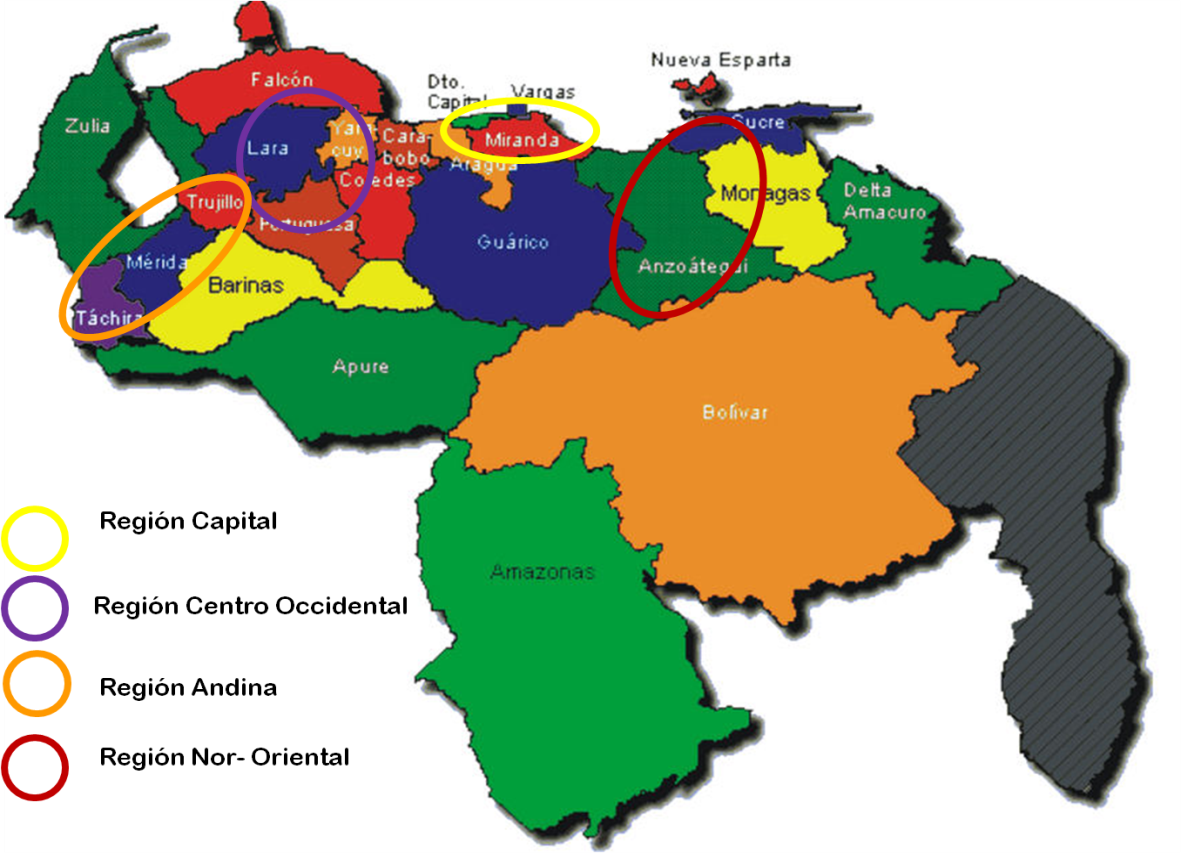 Nueva Esparta
Falcón
Dto.
Capital
Vargas
Zulia
Sucre
Yara-
cuy
Cara-
bobo
Miranda
Lara
Aragua
Cojedes
Trujillo
Monagas
Delta
Amacuro
Portuguesa
Guárico
Mérida
Anzoátegui
Barinas
Táchira
Apure
Bolívar
Región Capital
Amazonas
Región Centro Occidental
Región Andina
Región Nor- Oriental